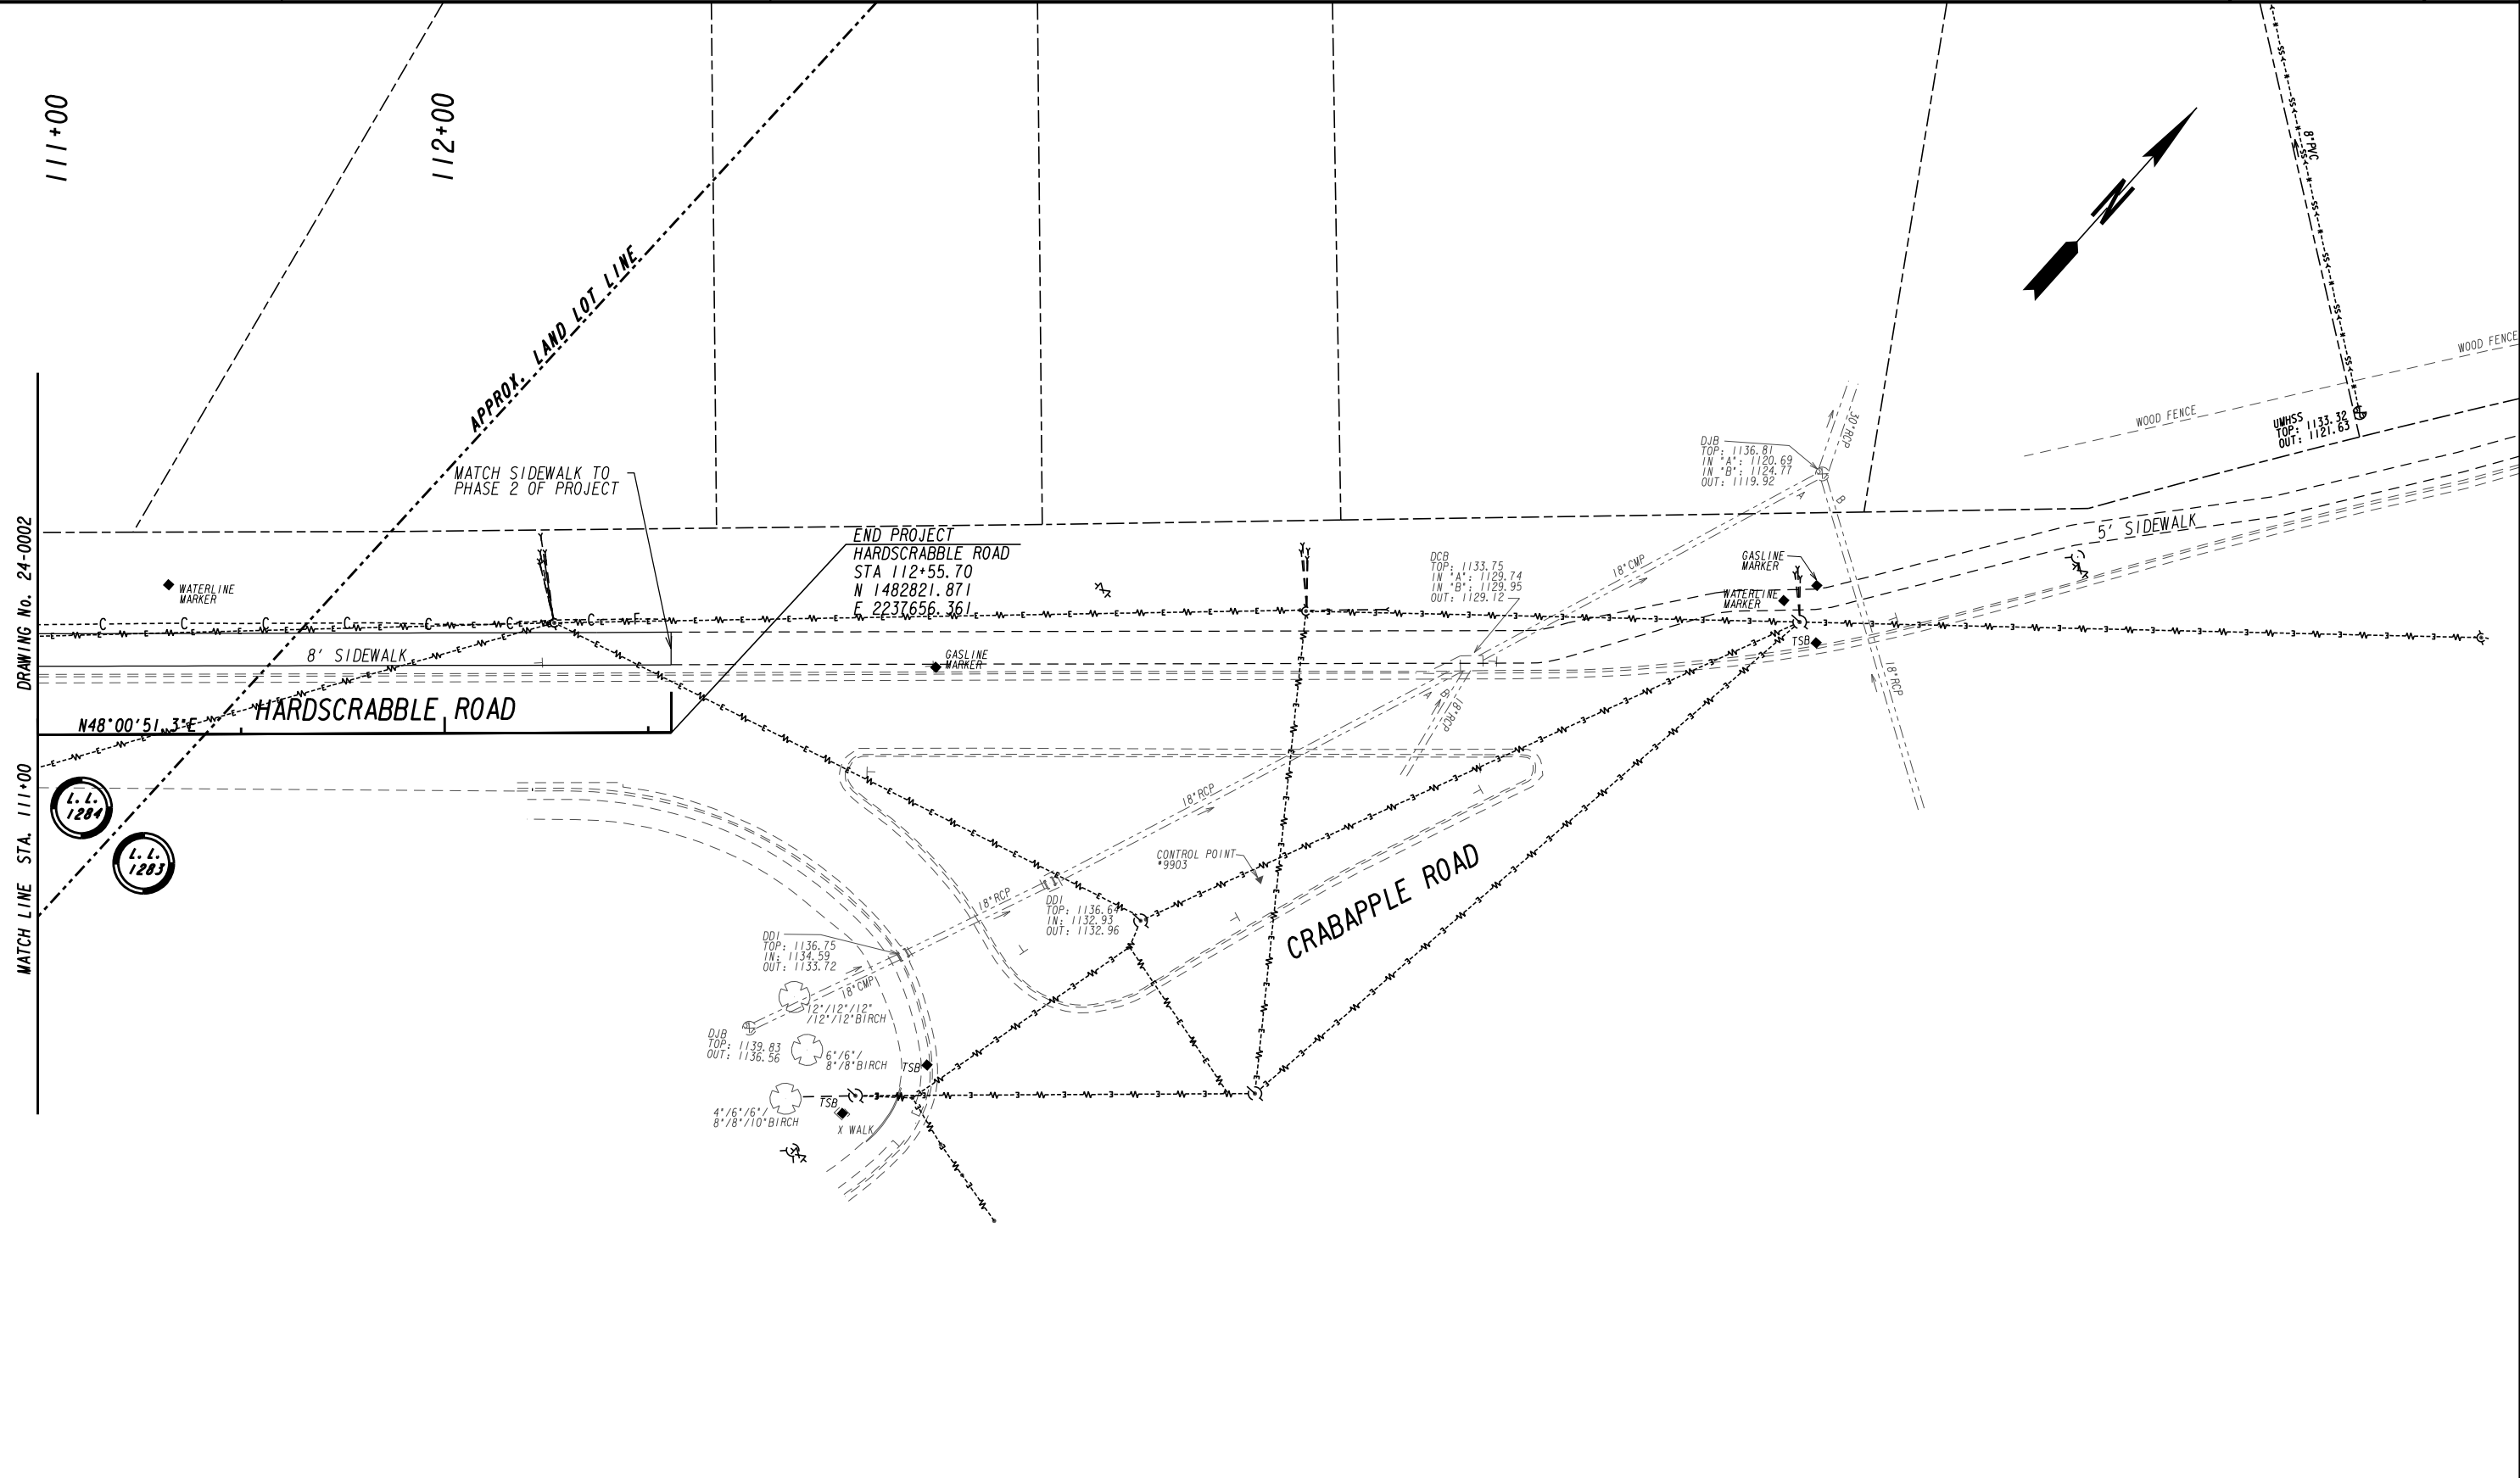 111+00
112+00
8"PVC
WOOD FENCE
WOOD FENCE
APPROX. LAND LOT LINE
N
UMHSS
TOP: 1133.32
OUT: 1121.63
MATCH SIDEWALK TO
PHASE 2 OF PROJECT
30"RCP
DJB
TOP: 1136.81
IN "A": 1120.69
IN "B": 1124.77
OUT: 1119.92
A
B
5' SIDEWALK
END PROJECT
HARDSCRABBLE ROAD
STA 112+55.70
N 1482821.871
E 2237656.361
DCB
TOP: 1133.75
IN "A": 1129.74
IN "B": 1129.95
OUT: 1129.12
18"CMP
GASLINE
MARKER
WATERLINE
MARKER
WATERLINE
MARKER
TSB
8' SIDEWALK
GASLINE
MARKER
18"RCP
A
B
18"RCP
HARDSCRABBLE ROAD
N48°00'51.3"E
DRAWING No. 24-0002
MATCH LINE STA. 111+00
L.L.
1284
L.L.
1283
18"RCP
CONTROL POINT
#9903
CRABAPPLE ROAD
18"RCP
DDI
TOP: 1136.64
IN: 1132.93
OUT: 1132.96
DDI
TOP: 1136.75
IN: 1134.59
OUT: 1133.72
18"CMP
12"/12"/12"
/12"/12"BIRCH
DJB
TOP: 1139.83
OUT: 1136.56
6"/6"/
8"/8"BIRCH
TSB
TSB
4"/6"/6"/
8"/8"/10"BIRCH
X WALK